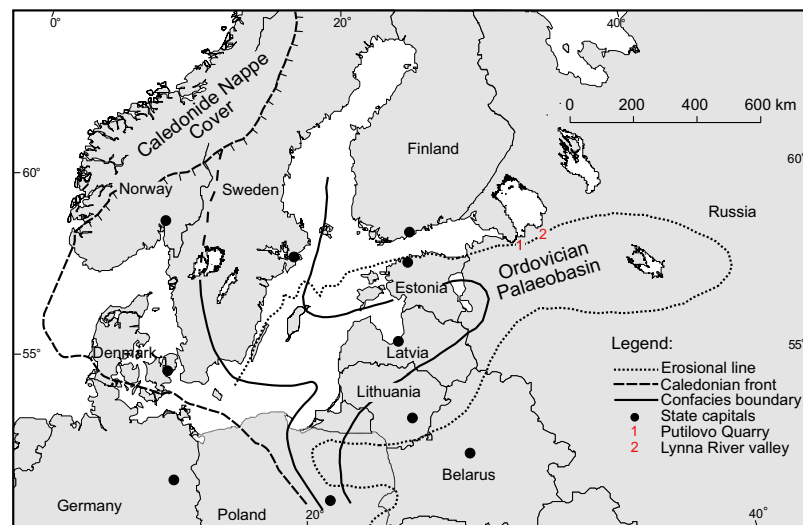 0°
20°
40°
Caledonide Nappe
Cover
0 200 400 600 km
Finland
60°
60°
Norway
Sweden
Russia
1
2
Ordovician
Palaeobasin
Estonia
55°
55°
Denmark
Latvia
Lithuania
Legend:
Erosional line
Caledonian front
Confacies boundary
State capitals
1 Putilovo Quarry
2 Lynna River valley
Belarus
Germany
Poland
20°
40°